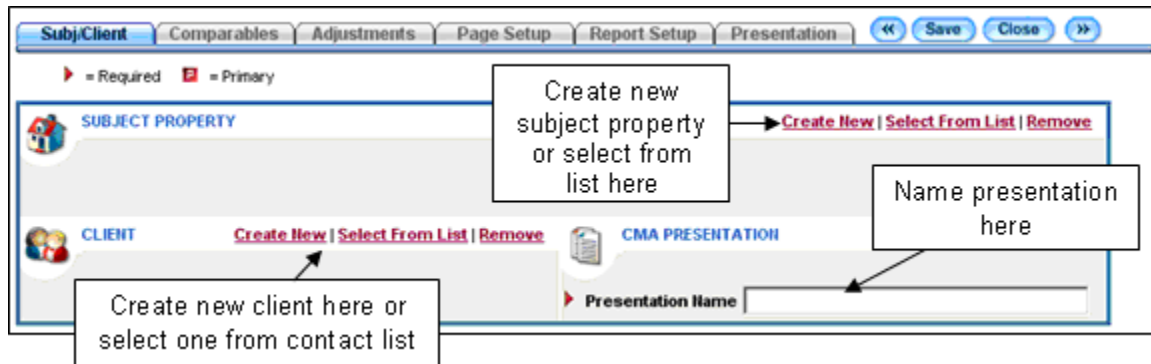 Subj/Client Comparables Adjustments Page Setup Report Setup Presentation « Save Close »
= Required P = Primary
Create new
subject property
or select from
list here
SUBJECT PROPERTY
Create New | Select From List | Remove
Name presentation
here
CLIENT Create New | Select From List | Remove
CMA PRESENTATION
Create new client here or
select one from contact list
Presentation Name